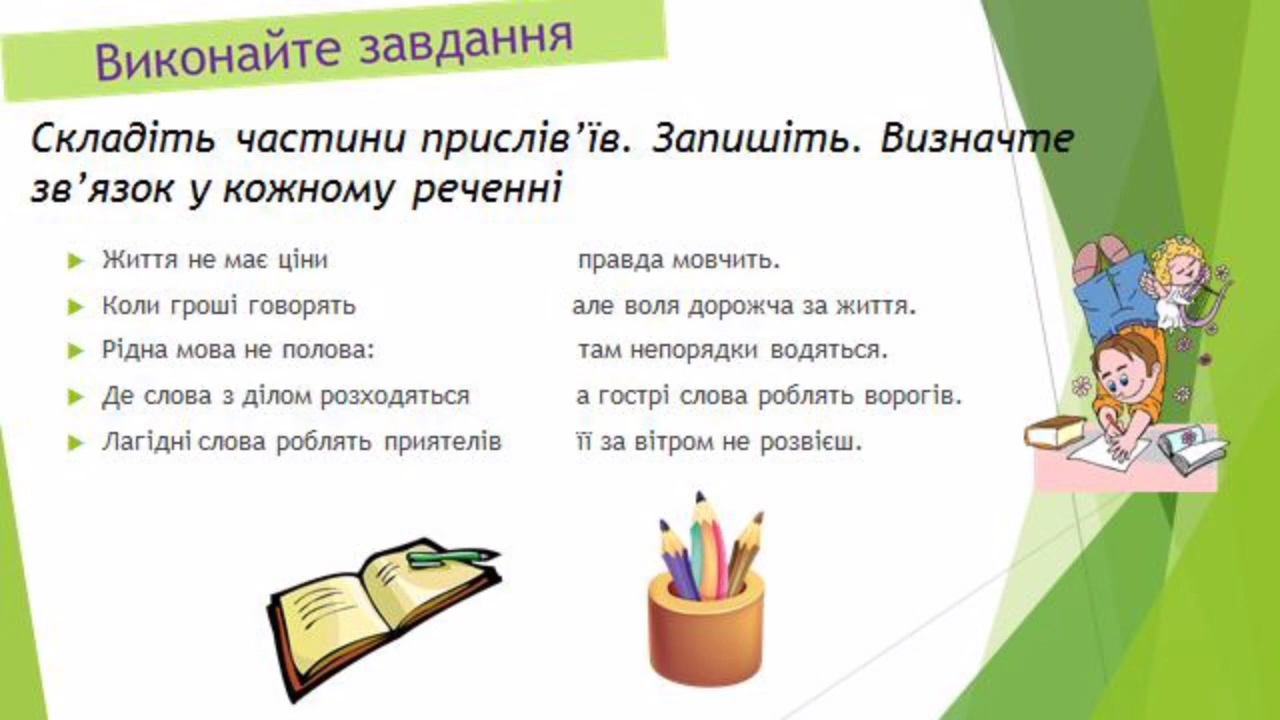 Виконайте завдання
Складіть частини прислів’їв. Запишіть. Визначте
зв’язок у кожному реченні
Життя не має ціни правда мовчить.
Коли гроші говорять але воля дорожча за життя.
Рідна мова не полова: там непорядки водяться.
Де слова з ділом розходяться а гострі слова роблять ворогів.
Лагідні слова роблять приятелів її за вітром не розвієш.